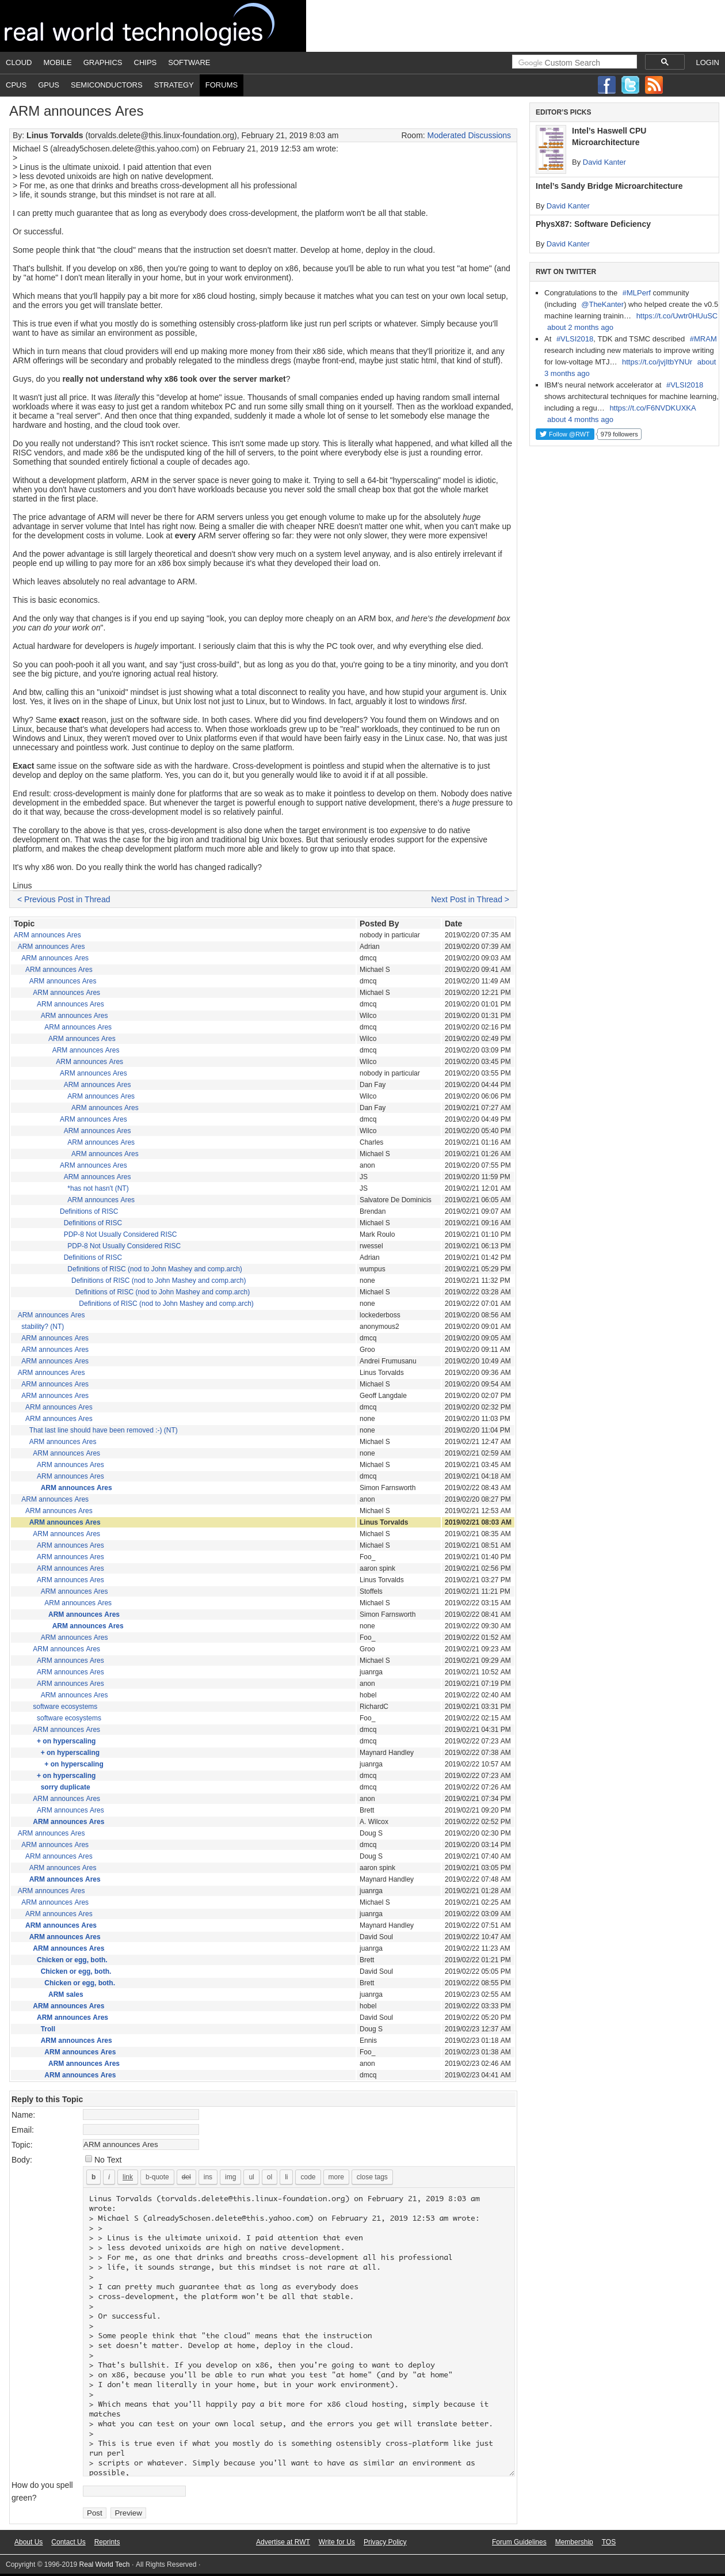 real world technologies
CLOUD MOBILE GRAPHICS CHIPS SOFTWARE Google Custom Search LOGIN
CPUS GPUS SEMICONDUCTORS STRATEGY FORUMS
ARM announces Ares
By: Linus Torvalds (torvalds.delete@this.linux-foundation.org), February 21, 2019 8:03 am Room: Moderated Discussions
Michael S (already5chosen.delete@this.yahoo.com) on February 21, 2019 12:53 am wrote:
>
> Linus is the ultimate unixoid. I paid attention that even
> less devoted unixoids are high on native development.
> For me, as one that drinks and breaths cross-development all his professional
> life, it sounds strange, but this mindset is not rare at all.
I can pretty much guarantee that as long as everybody does cross-development, the platform won't be all that stable.
Or successful.
Some people think that "the cloud" means that the instruction set doesn't matter. Develop at home, deploy in the cloud.
That's bullshit. If you develop on x86, then you're going to want to deploy on x86, because you'll be able to run what you test "at home" (and by "at home" I don't mean literally in your home, but in your work environment).
Which means that you'll happily pay a bit more for x86 cloud hosting, simply because it matches what you can test on your own local setup, and the errors you get will translate better.
This is true even if what you mostly do is something ostensibly cross-platform like just run perl scripts or whatever. Simply because you'll want to have as similar an environment as possible,
Which in turn means that cloud providers will end up making more money from their x86 side, which means that they'll prioritize it, and any ARM offerings will be secondary and probably relegated to the mindless dregs (maybe front-end, maybe just static html, that kind of stuff).
Guys, do you really not understand why x86 took over the server market?
It wasn't just all price. It was literally this "develop at home" issue. Thousands of small companies ended up having random small internal workloads where it was easy to just get a random whitebox PC and run some silly small thing on it yourself. Then as the workload expanded, it became a "real server". And then once that thing expanded, suddenly it made a whole lot of sense to let somebody else manage the hardware and hosting, and the cloud took over.
Do you really not understand? This isn't rocket science. This isn't some made up story. This is literally what happened, and what killed all the RISC vendors, and made x86 be the undisputed king of the hill of servers, to the point where everybody else is just a rounding error. Something that sounded entirely fictional a couple of decades ago.
Without a development platform, ARM in the server space is never going to make it. Trying to sell a 64-bit "hyperscaling" model is idiotic, when you don't have customers and you don't have workloads because you never sold the small cheap box that got the whole market started in the first place.
The price advantage of ARM will never be there for ARM servers unless you get enough volume to make up for the absolutely huge advantage in server volume that Intel has right now. Being a smaller die with cheaper NRE doesn't matter one whit, when you can't make up for the development costs in volume. Look at every ARM server offering so far: they were not only slower, they were more expensive!
And the power advantage is still largely theoretical and doesn't show very much on a system level anyway, and is also entirely irrelevant if people end up willing to pay more for an x86 box simply because it's what they developed their load on.
Which leaves absolutely no real advantage to ARM.
This is basic economics.
And the only way that changes is if you end up saying "look, you can deploy more cheaply on an ARM box, and here's the development box you can do your work on".
Actual hardware for developers is hugely important. I seriously claim that this is why the PC took over, and why everything else died.
So you can pooh-pooh it all you want, and say "just cross-build", but as long as you do that, you're going to be a tiny minority, and you don't see the big picture, and you're ignoring actual real history.
And btw, calling this an "unixoid" mindset is just showing what a total disconnect to reality you have, and how stupid your argument is. Unix lost. Yes, it lives on in the shape of Linux, but Unix lost not just to Linux, but to Windows. In fact, arguably it lost to windows first.
Why? Same exact reason, just on the software side. In both cases. Where did you find developers? You found them on Windows and on Linux, because that's what developers had access to. When those workloads grew up to be "real" workloads, they continued to be run on Windows and Linux, they weren't moved over to Unix platforms even if that would have been fairly easy in the Linux case. No, that was just unnecessary and pointless work. Just continue to deploy on the same platform.
Exact same issue on the software side as with the hardware. Cross-development is pointless and stupid when the alternative is to just develop and deploy on the same platform. Yes, you can do it, but you generally would like to avoid it if at all possible.
End result: cross-development is mainly done for platforms that are so weak as to make it pointless to develop on them. Nobody does native development in the embedded space. But whenever the target is powerful enough to support native development, there's a huge pressure to do it that way, because the cross-development model is so relatively painful.
The corollary to the above is that yes, cross-development is also done when the target environment is too expensive to do native development on. That was the case for the big iron and traditional big Unix boxes. But that seriously erodes support for the expensive platform, and makes the cheap development platform much more able and likely to grow up into that space.
It's why x86 won. Do you really think the world has changed radically?
Linus
< Previous Post in Thread Next Post in Thread >
EDITOR'S PICKS
Intel's Haswell CPU Microarchitecture
By David Kanter
Intel's Sandy Bridge Microarchitecture
By David Kanter
PhysX87: Software Deficiency
By David Kanter
RWT ON TWITTER
Congratulations to the #MLPerf community (including @TheKanter) who helped create the v0.5 machine learning trainin… https://t.co/Uwtr0HUuSC about 2 months ago
At #VLSI2018, TDK and TSMC described #MRAM research including new materials to improve writing for low-voltage MTJ… https://t.co/jvjItbYNUr about 3 months ago
IBM's neural network accelerator at #VLSI2018 shows architectural techniques for machine learning, including a regu… https://t.co/F6NVDKUXKA about 4 months ago
Follow @RWT 979 followers
Topic Posted By Date
ARM announces Ares nobody in particular 2019/02/20 07:35 AM
ARM announces Ares Adrian 2019/02/20 07:39 AM
ARM announces Ares dmcq 2019/02/20 09:03 AM
ARM announces Ares Michael S 2019/02/20 09:41 AM
ARM announces Ares dmcq 2019/02/20 11:49 AM
ARM announces Ares Michael S 2019/02/20 12:21 PM
ARM announces Ares dmcq 2019/02/20 01:01 PM
ARM announces Ares Wilco 2019/02/20 01:31 PM
ARM announces Ares dmcq 2019/02/20 02:16 PM
ARM announces Ares Wilco 2019/02/20 02:49 PM
ARM announces Ares dmcq 2019/02/20 03:09 PM
ARM announces Ares Wilco 2019/02/20 03:45 PM
ARM announces Ares nobody in particular 2019/02/20 03:55 PM
ARM announces Ares Dan Fay 2019/02/20 04:44 PM
ARM announces Ares Wilco 2019/02/20 06:06 PM
ARM announces Ares Dan Fay 2019/02/21 07:27 AM
ARM announces Ares dmcq 2019/02/20 04:49 PM
ARM announces Ares Wilco 2019/02/20 05:40 PM
ARM announces Ares Charles 2019/02/21 01:16 AM
ARM announces Ares Michael S 2019/02/21 01:26 AM
ARM announces Ares anon 2019/02/20 07:55 PM
ARM announces Ares JS 2019/02/20 11:59 PM
*has not hasn't (NT) JS 2019/02/21 12:01 AM
ARM announces Ares Salvatore De Dominicis 2019/02/21 06:05 AM
Definitions of RISC Brendan 2019/02/21 09:07 AM
Definitions of RISC Michael S 2019/02/21 09:16 AM
PDP-8 Not Usually Considered RISC Mark Roulo 2019/02/21 01:10 PM
PDP-8 Not Usually Considered RISC rwessel 2019/02/21 06:13 PM
Definitions of RISC Adrian 2019/02/21 01:42 PM
Definitions of RISC (nod to John Mashey and comp.arch) wumpus 2019/02/21 05:29 PM
Definitions of RISC (nod to John Mashey and comp.arch) none 2019/02/21 11:32 PM
Definitions of RISC (nod to John Mashey and comp.arch) Michael S 2019/02/22 03:28 AM
Definitions of RISC (nod to John Mashey and comp.arch) none 2019/02/22 07:01 AM
ARM announces Ares lockederboss 2019/02/20 08:56 AM
stability? (NT) anonymous2 2019/02/20 09:01 AM
ARM announces Ares dmcq 2019/02/20 09:05 AM
ARM announces Ares Groo 2019/02/20 09:11 AM
ARM announces Ares Andrei Frumusanu 2019/02/20 10:49 AM
ARM announces Ares Linus Torvalds 2019/02/20 09:36 AM
ARM announces Ares Michael S 2019/02/20 09:54 AM
ARM announces Ares Geoff Langdale 2019/02/20 02:07 PM
ARM announces Ares dmcq 2019/02/20 02:32 PM
ARM announces Ares none 2019/02/20 11:03 PM
That last line should have been removed :-) (NT) none 2019/02/20 11:04 PM
ARM announces Ares Michael S 2019/02/21 12:47 AM
ARM announces Ares none 2019/02/21 02:59 AM
ARM announces Ares Michael S 2019/02/21 03:45 AM
ARM announces Ares dmcq 2019/02/21 04:18 AM
ARM announces Ares Simon Farnsworth 2019/02/22 08:43 AM
ARM announces Ares anon 2019/02/20 08:27 PM
ARM announces Ares Michael S 2019/02/21 12:53 AM
ARM announces Ares Linus Torvalds 2019/02/21 08:03 AM
ARM announces Ares Michael S 2019/02/21 08:35 AM
ARM announces Ares Michael S 2019/02/21 08:51 AM
ARM announces Ares Foo_ 2019/02/21 01:40 PM
ARM announces Ares aaron spink 2019/02/21 02:56 PM
ARM announces Ares Linus Torvalds 2019/02/21 03:27 PM
ARM announces Ares Stoffels 2019/02/21 11:21 PM
ARM announces Ares Michael S 2019/02/22 03:15 AM
ARM announces Ares Simon Farnsworth 2019/02/22 08:41 AM
ARM announces Ares none 2019/02/22 09:30 AM
ARM announces Ares Foo_ 2019/02/22 01:52 AM
ARM announces Ares Groo 2019/02/21 09:23 AM
ARM announces Ares Michael S 2019/02/21 09:29 AM
ARM announces Ares juanrga 2019/02/21 10:52 AM
ARM announces Ares anon 2019/02/21 07:19 PM
ARM announces Ares hobel 2019/02/22 02:40 AM
software ecosystems RichardC 2019/02/21 03:31 PM
software ecosystems Foo_ 2019/02/22 02:15 AM
ARM announces Ares dmcq 2019/02/21 04:31 PM
+ on hyperscaling dmcq 2019/02/22 07:23 AM
+ on hyperscaling Maynard Handley 2019/02/22 07:38 AM
+ on hyperscaling juanrga 2019/02/22 10:57 AM
+ on hyperscaling dmcq 2019/02/22 07:23 AM
sorry duplicate dmcq 2019/02/22 07:26 AM
ARM announces Ares anon 2019/02/21 07:34 PM
ARM announces Ares Brett 2019/02/21 09:20 PM
ARM announces Ares A. Wilcox 2019/02/22 02:52 PM
ARM announces Ares Doug S 2019/02/20 02:30 PM
ARM announces Ares dmcq 2019/02/20 03:14 PM
ARM announces Ares Doug S 2019/02/21 07:40 AM
ARM announces Ares aaron spink 2019/02/21 03:05 PM
ARM announces Ares Maynard Handley 2019/02/22 07:48 AM
ARM announces Ares juanrga 2019/02/21 01:28 AM
ARM announces Ares Michael S 2019/02/21 02:25 AM
ARM announces Ares juanrga 2019/02/22 03:09 AM
ARM announces Ares Maynard Handley 2019/02/22 07:51 AM
ARM announces Ares David Soul 2019/02/22 10:47 AM
ARM announces Ares juanrga 2019/02/22 11:23 AM
Chicken or egg, both. Brett 2019/02/22 01:21 PM
Chicken or egg, both. David Soul 2019/02/22 05:05 PM
Chicken or egg, both. Brett 2019/02/22 08:55 PM
ARM sales juanrga 2019/02/23 02:55 AM
ARM announces Ares hobel 2019/02/22 03:33 PM
ARM announces Ares David Soul 2019/02/22 05:20 PM
Troll Doug S 2019/02/23 12:37 AM
ARM announces Ares Ennis 2019/02/23 01:18 AM
ARM announces Ares Foo_ 2019/02/23 01:38 AM
ARM announces Ares anon 2019/02/23 02:46 AM
ARM announces Ares dmcq 2019/02/23 04:41 AM
Reply to this Topic
Name:
Email:
Topic: ARM announces Ares
Body: No Text
b i link b-quote del ins img ul ol li code more close tags
Linus Torvalds (torvalds.delete@this.linux-foundation.org) on February 21, 2019 8:03 am wrote:
> Michael S (already5chosen.delete@this.yahoo.com) on February 21, 2019 12:53 am wrote:
> >
> > Linus is the ultimate unixoid. I paid attention that even
> > less devoted unixoids are high on native development.
> > For me, as one that drinks and breaths cross-development all his professional
> > life, it sounds strange, but this mindset is not rare at all.
>
> I can pretty much guarantee that as long as everybody does
> cross-development, the platform won't be all that stable.
>
> Or successful.
>
> Some people think that "the cloud" means that the instruction
> set doesn't matter. Develop at home, deploy in the cloud.
>
> That's bullshit. If you develop on x86, then you're going to want to deploy
> on x86, because you'll be able to run what you test "at home" (and by "at home"
> I don't mean literally in your home, but in your work environment).
>
> Which means that you'll happily pay a bit more for x86 cloud hosting, simply because it matches
> what you can test on your own local setup, and the errors you get will translate better.
>
> This is true even if what you mostly do is something ostensibly cross-platform like just run perl
> scripts or whatever. Simply because you'll want to have as similar an environment as possible,
How do you spell green?
Post Preview
About Us Contact Us Reprints Advertise at RWT Write for Us Privacy Policy Forum Guidelines Membership TOS
Copyright © 1996-2019 Real World Tech · All Rights Reserved ·